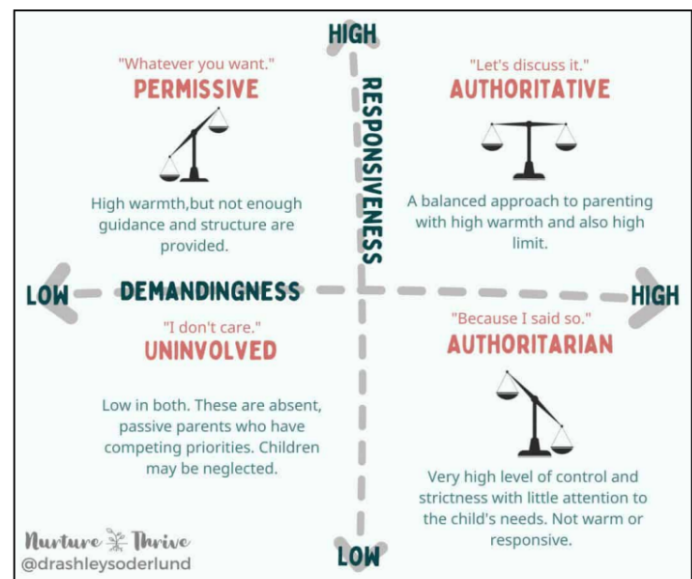 HIGH
"Whatever you want."
PERMISSIVE
High warmth,but not enough
guidance and structure are
provided.
RESPONSIVENESS
"Let's discuss it."
AUTHORITATIVE
A balanced approach to parenting
with high warmth and also high
limit.
LOW
DEMANDINGNESS
HIGH
"I don't care."
UNINVOLVED
Low in both. These are absent,
passive parents who have
competing priorities. Children
may be neglected.
"Because I said so."
AUTHORITARIAN
Very high level of control and
strictness with little attention to
the child's needs. Not warm or
responsive.
LOW
Nurture Thrive
@drashleysoderlund